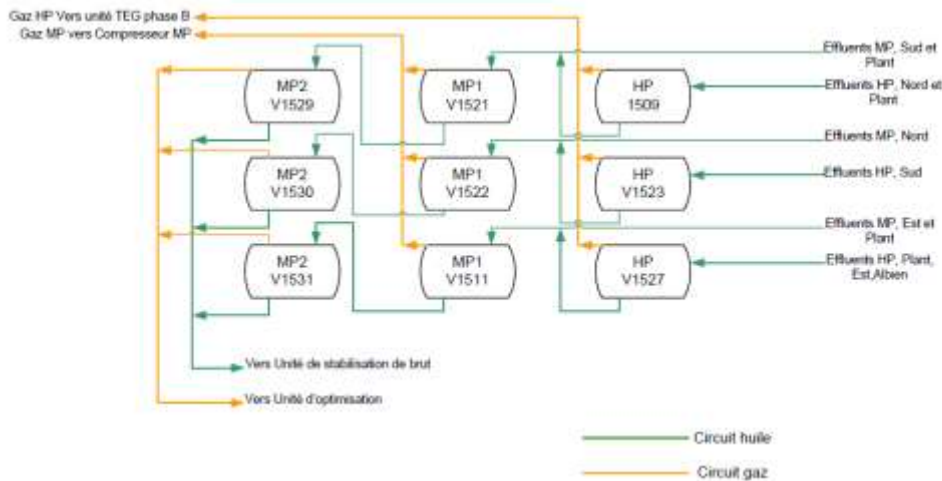 Gaz HP Vers unité TEG phase B
Gaz MP vers Compresseur MP
Effluents MP, Sud et
Plant
MP2
V1529
MP1
V1521
HP
1509
Effluents HP, Nord et
Plant
Effluents MP, Nord
MP2
V1530
MP1
V1522
HP
V1523
Effluents HP, Sud
Effluents MP, Est et
Plant
MP2
V1531
MP1
V1511
HP
V1527
Effluents HP, Plant,
Est,Albien
Vers Unité de stabilisation de brut
Vers Unité d'optimisation
Circuit huile
Circuit gaz